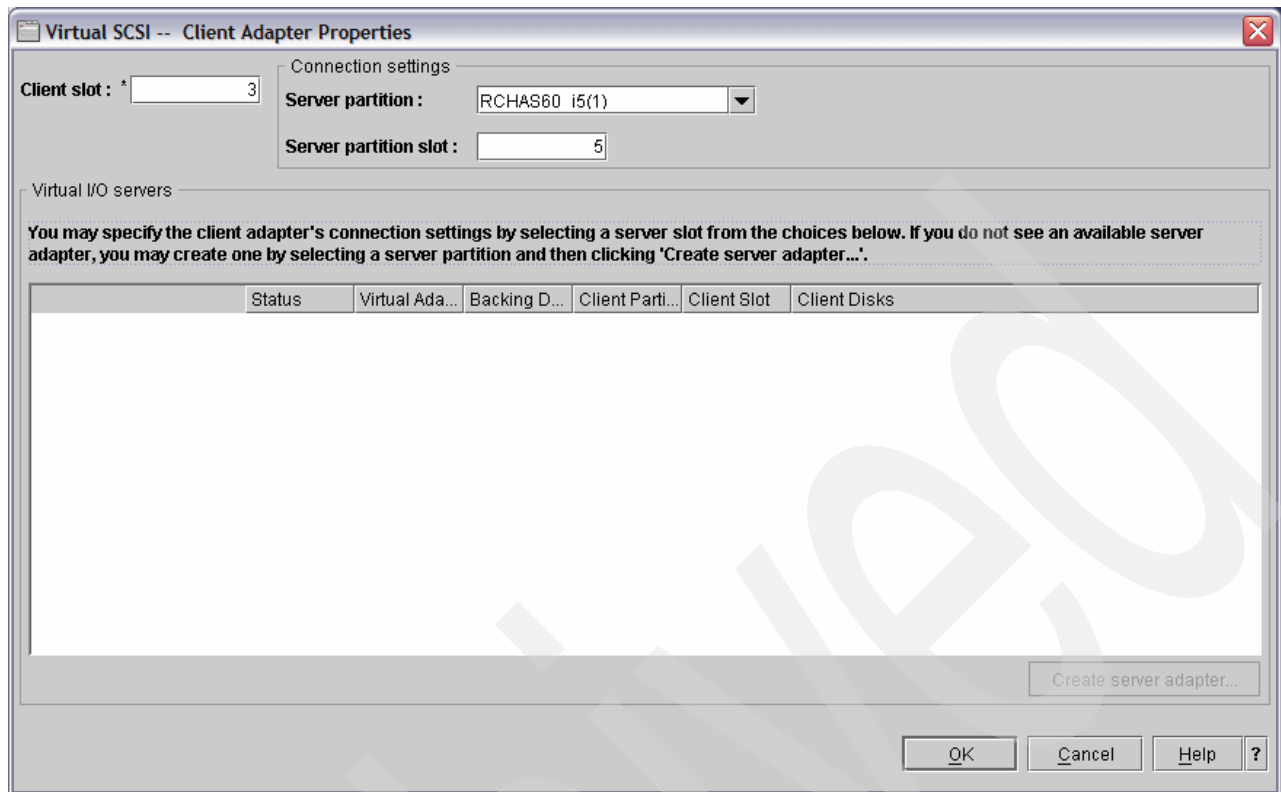 Virtual SCSI -- Client Adapter Properties
Client slot : * 3
Connection settings
Server partition : RCHAS60 i5(1)
Server partition slot : 5
Virtual I/O servers
You may specify the client adapter's connection settings by selecting a server slot from the choices below. If you do not see an available server
adapter, you may create one by selecting a server partition and then clicking 'Create server adapter...'.
Status Virtual Ada... Backing D... Client Parti... Client Slot Client Disks
Create server adapter...
OK Cancel Help ?